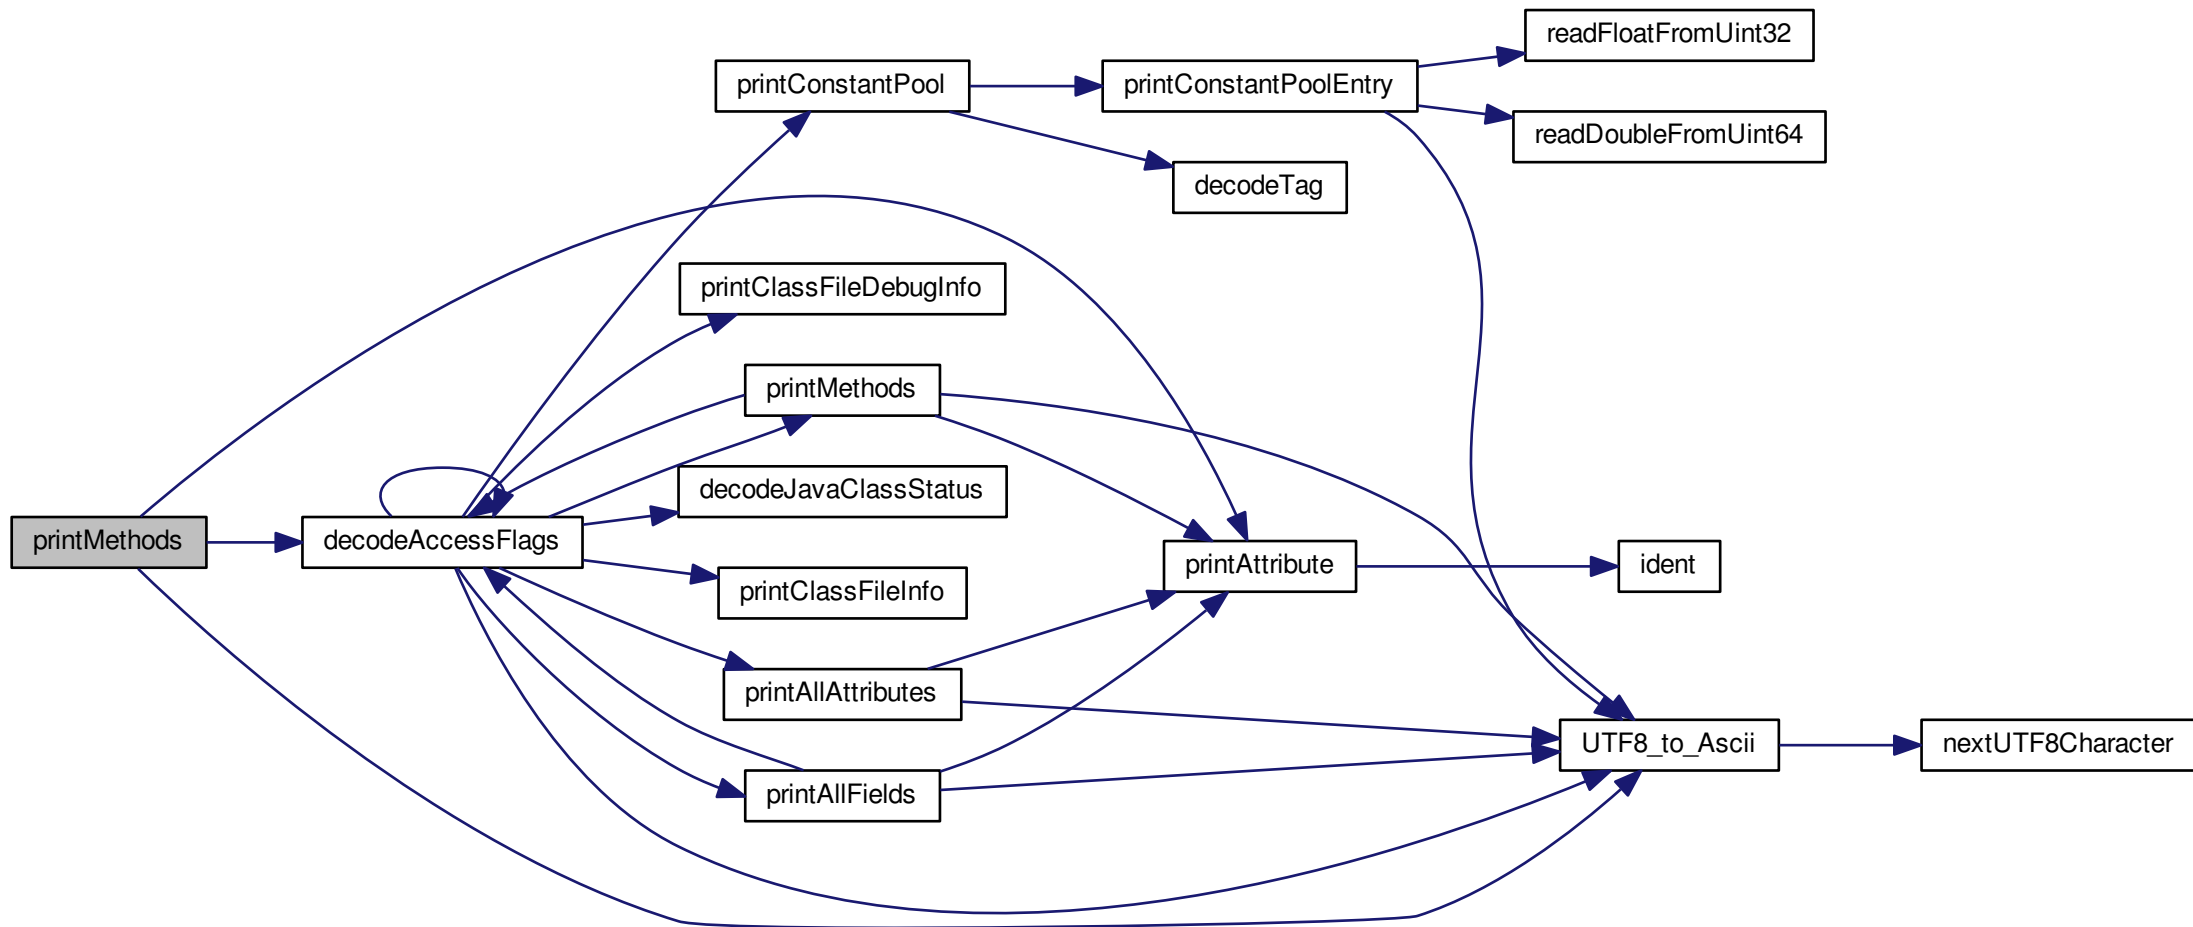 readFloatFromUint32
printConstantPool
printConstantPoolEntry
readDoubleFromUint64
decodeTag
printClassFileDebugInfo
printMethods
decodeJavaClassStatus
printMethods
decodeAccessFlags
printAttribute
ident
printClassFileInfo
printAllAttributes
UTF8_to_Ascii
nextUTF8Character
printAllFields